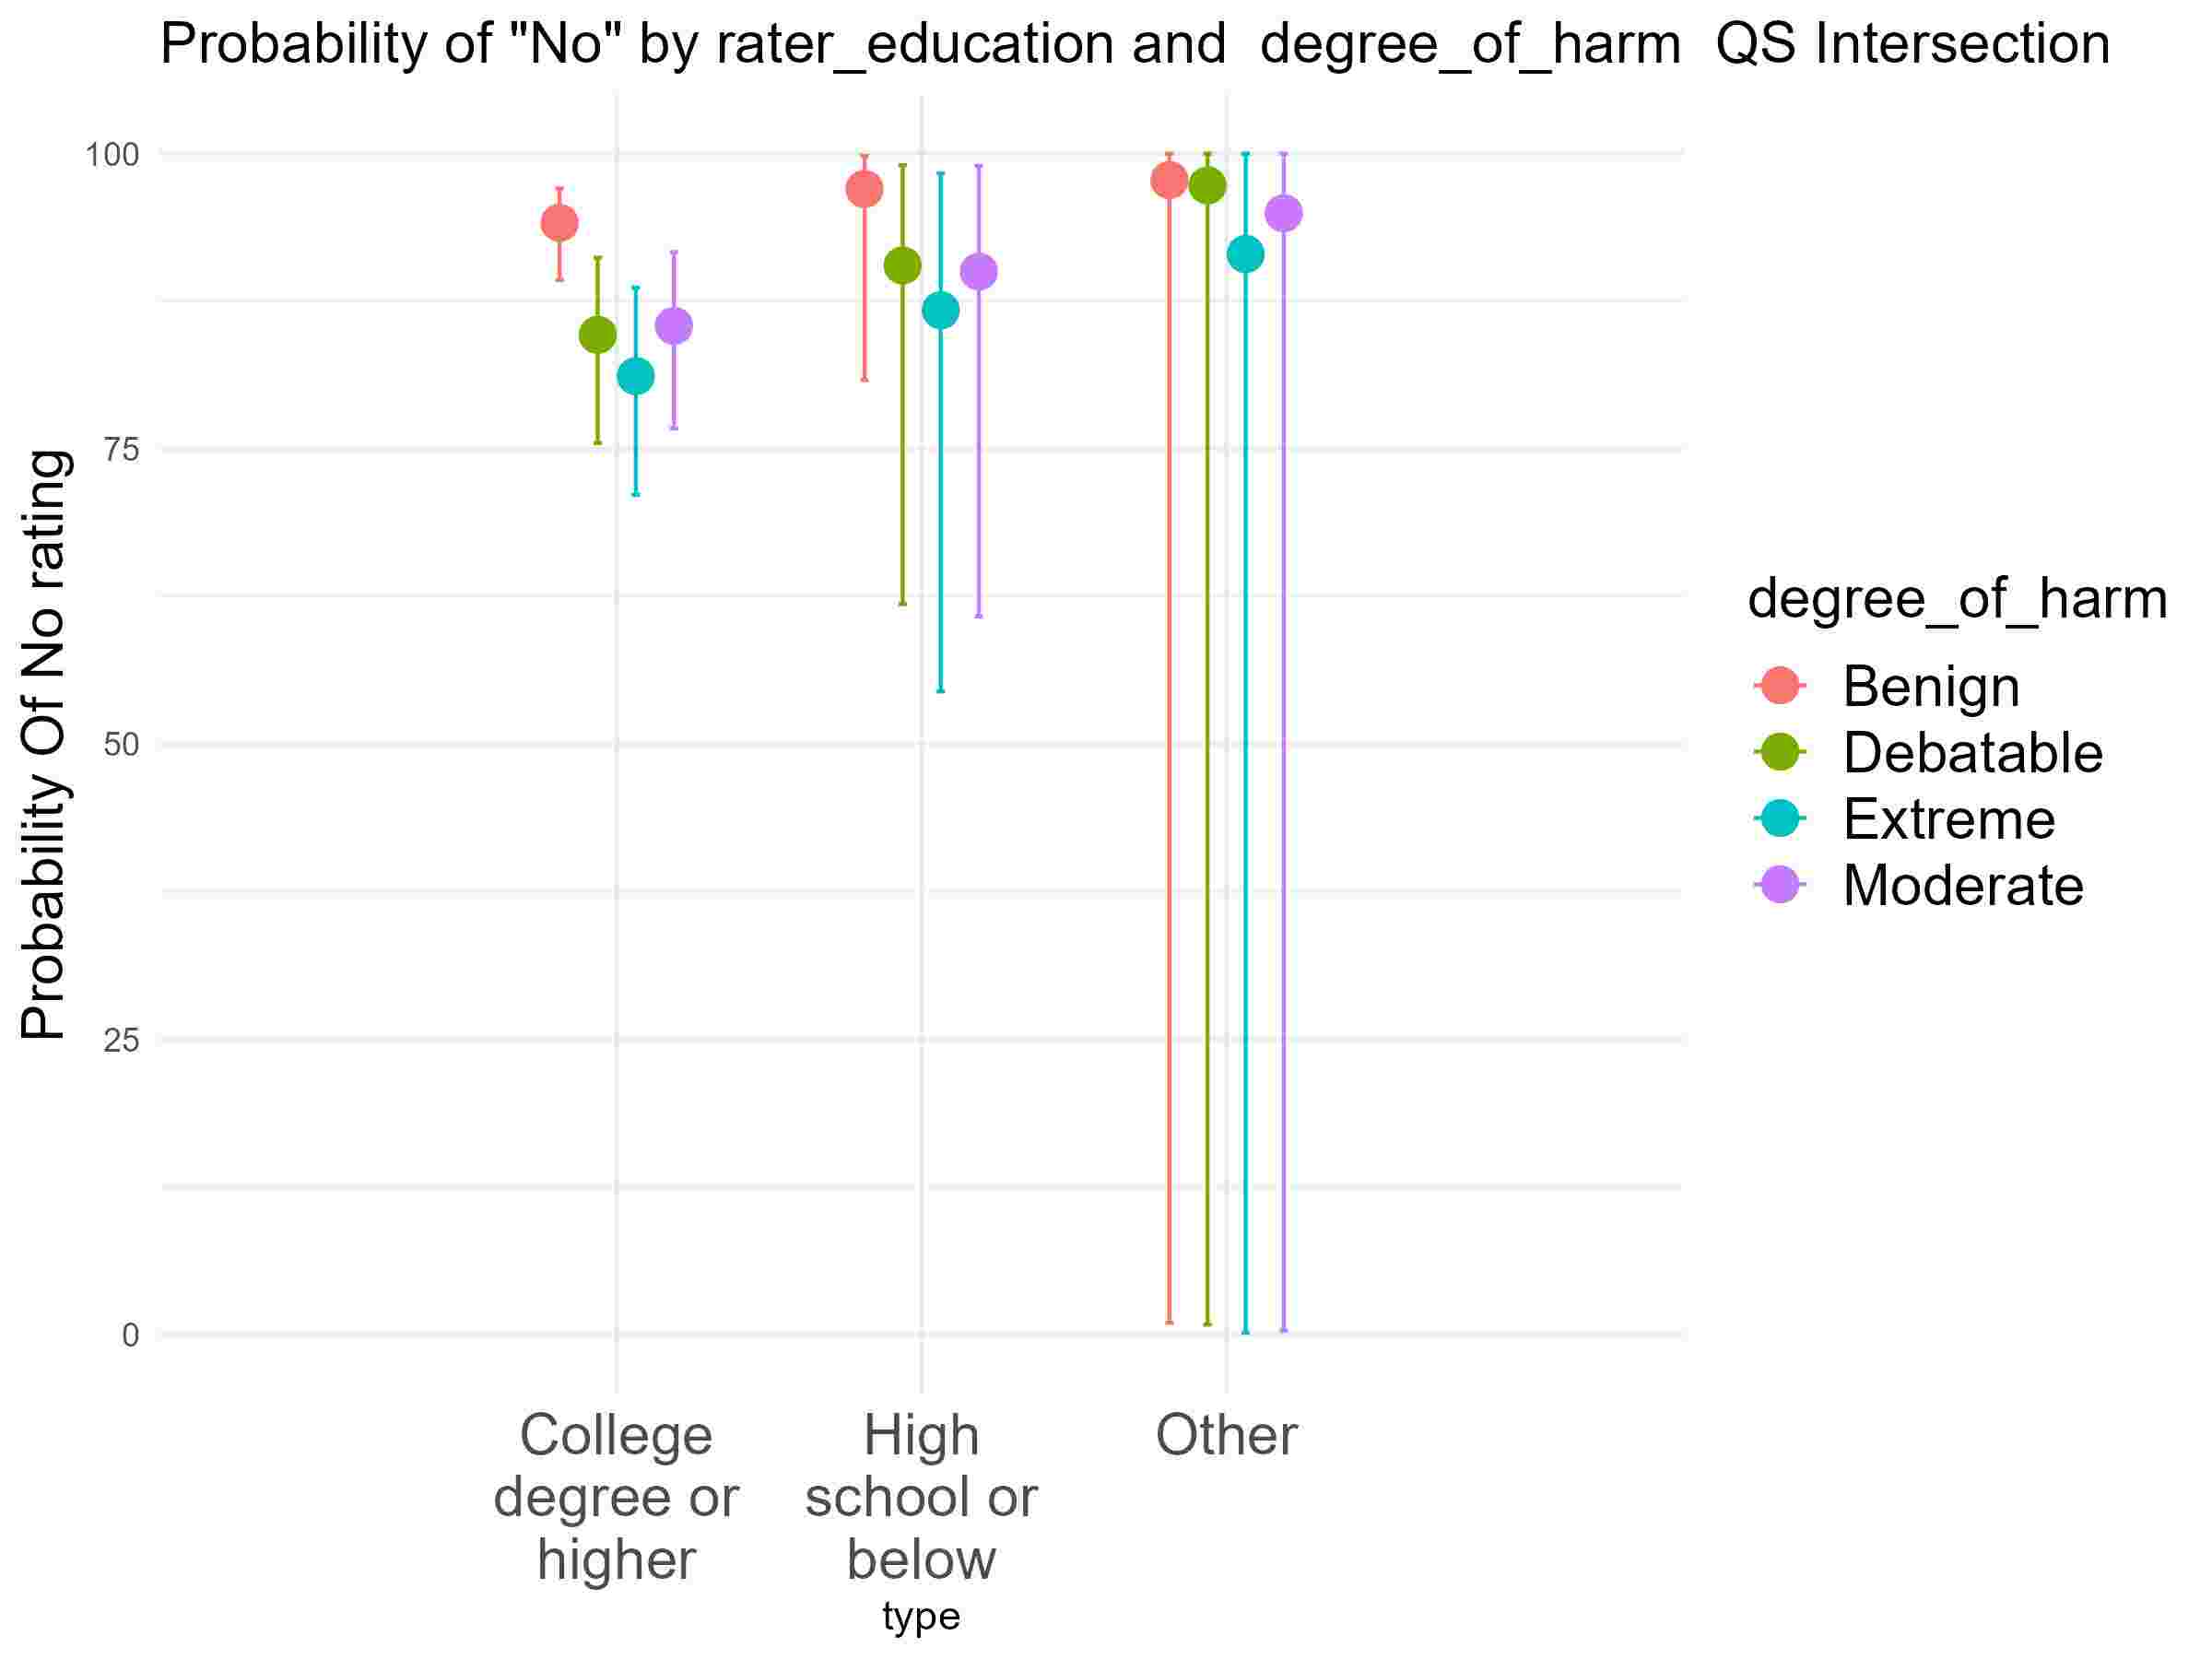 Probability of "No" by rater_education and degree_of_harm QS Intersection
100
75
50
25
0
Probability Of No rating
College
degree or
higher
High
school or
below
Other
type
degree_of_harm
Benign
Debatable
Extreme
Moderate